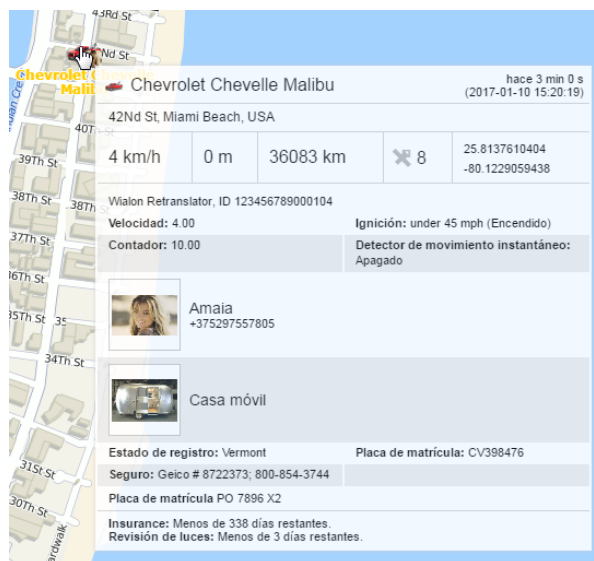 43Rd St
42Nd St
Chevrolet Chevelle
Malibu
Chevrolet Chevelle Malibu
hace 3 min 0 s
(2017-01-10 15:20:19)
42Nd St, Miami Beach, USA
4 km/h
0 m
36083 km
8
25.8137610404
-80.1229059438
Wialon Retranslator, ID 123456789000104
Velocidad: 4.00
Ignición: under 45 mph (Encendido)
Contador: 10.00
Detector de movimiento instantáneo:
Apagado
Amaia
+375297557805
Casa móvil
Estado de registro: Vermont
Placa de matrícula: CV398476
Seguro: Geico # 8722373; 800-854-3744
Placa de matrícula PO 7896 X2
Insurance: Menos de 338 días restantes.
Revisión de luces: Menos de 3 días restantes.
39Th St
38Th St
38Th St
37Th St
36Th St
35Th St
35
34Th St
31St St
30Th St